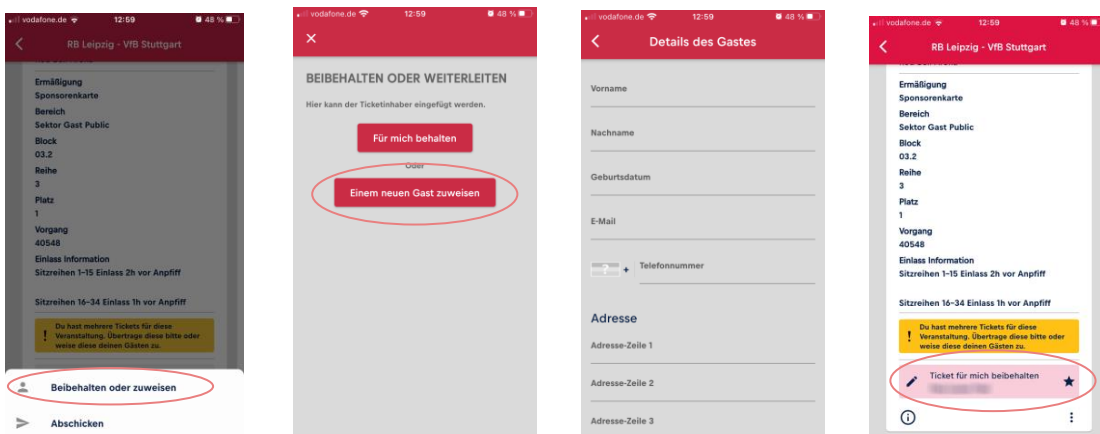 vodafone.de 12:59 48 %
RB Leipzig - VfB Stuttgart
Ermäßigung
Sponsorenkarte
Bereich
Sektor Gast Public
Block
03.2
Reihe
3
Platz
1
Vorgang
40548
Einlass Information
Sitzreihen 1-15 Einlass 2h vor Anpfiff
Sitzreihen 16-34 Einlass 1h vor Anpfiff
Du hast mehrere Tickets für diese
Veranstaltung. Übertrage diese bitte oder
weise diese deinen Gästen zu.
Beibehalten oder zuweisen
Abschicken
vodafone.de 12:59 48 %
BEIBEHALTEN ODER WEITERLEITEN
Hier kann der Ticketinhaber eingefügt werden.
Für mich behalten
Oder
Einem neuen Gast zuweisen
vodafone.de 12:59 48 %
Details des Gastes
Vorname
Nachname
Geburtsdatum
E-Mail
? + Telefonnummer
Adresse
Adresse-Zeile 1
Adresse-Zeile 2
Adresse-Zeile 3
vodafone.de 12:59 48 %
RB Leipzig - VfB Stuttgart
Ermäßigung
Sponsorenkarte
Bereich
Sektor Gast Public
Block
03.2
Reihe
3
Platz
1
Vorgang
40548
Einlass Information
Sitzreihen 1-15 Einlass 2h vor Anpfiff
Sitzreihen 16-34 Einlass 1h vor Anpfiff
Du hast mehrere Tickets für diese
Veranstaltung. Übertrage diese bitte oder
weise diese deinen Gästen zu.
Ticket für mich beibehalten